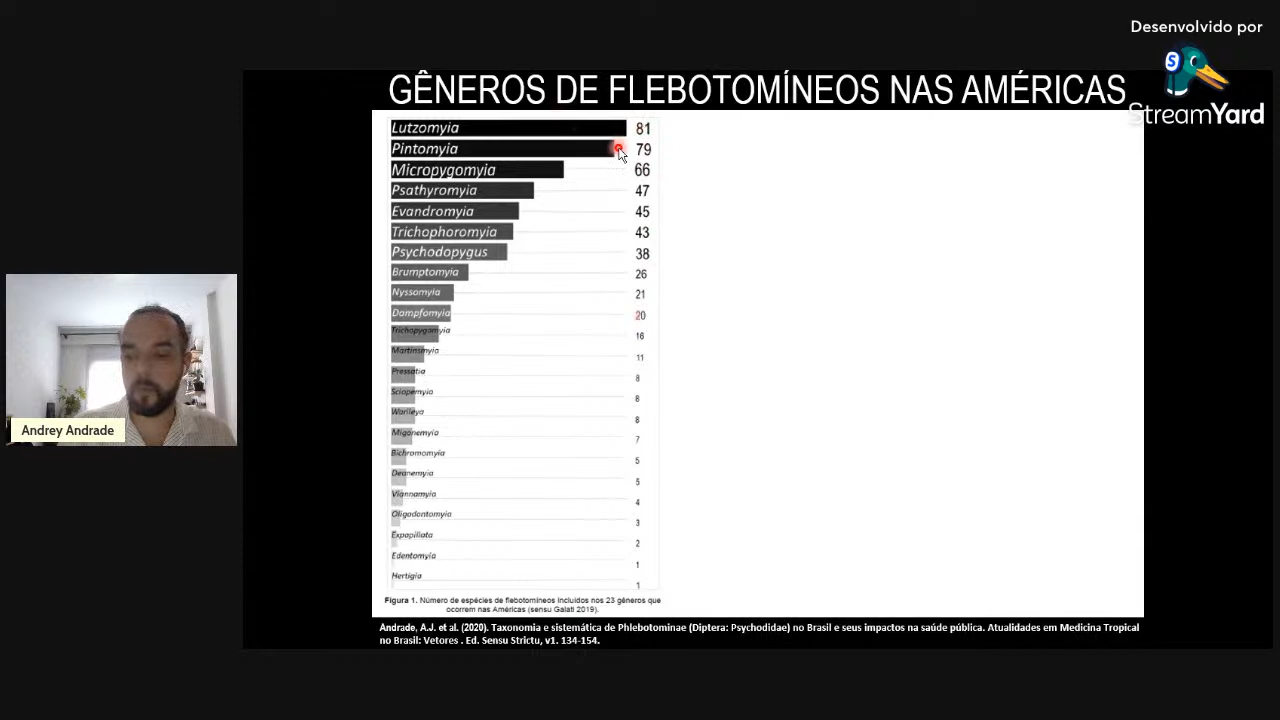 Desenvolvido por
StreamYard
GÊNEROS DE FLEBOTOMÍNEOS NAS AMÉRICAS
Lutzomyia 81
Pintomyia 79
Micropygomyia 66
Psathyromyia 47
Evandromyia 45
Trichophoromyia 43
Psychodopygus 38
Brumptomyia 26
Nyssomyia 21
Dampfomyia 20
Trichopygomyia 16
Martinsmyia 11
Pressatia 8
Sciopemyia 8
Warileya 8
Migonemyia 7
Bichromomyia 5
Deanemyia 5
Viannamyia 4
Oligodontomyia 3
Expapillata 2
Edentomyia 1
Hertigia 1
Figura 1. Número de espécies de flebotomíneos incluídos nos 23 gêneros que
ocorrem nas Américas (sensu Galati 2019).
Andrade, A.J. et al. (2020). Taxonomia e sistemática de Phlebotominae (Diptera: Psychodidae) no Brasil e seus impactos na saúde pública. Atualidades em Medicina Tropical
no Brasil: Vetores . Ed. Sensu Strictu, v1. 134-154.
Andrey Andrade